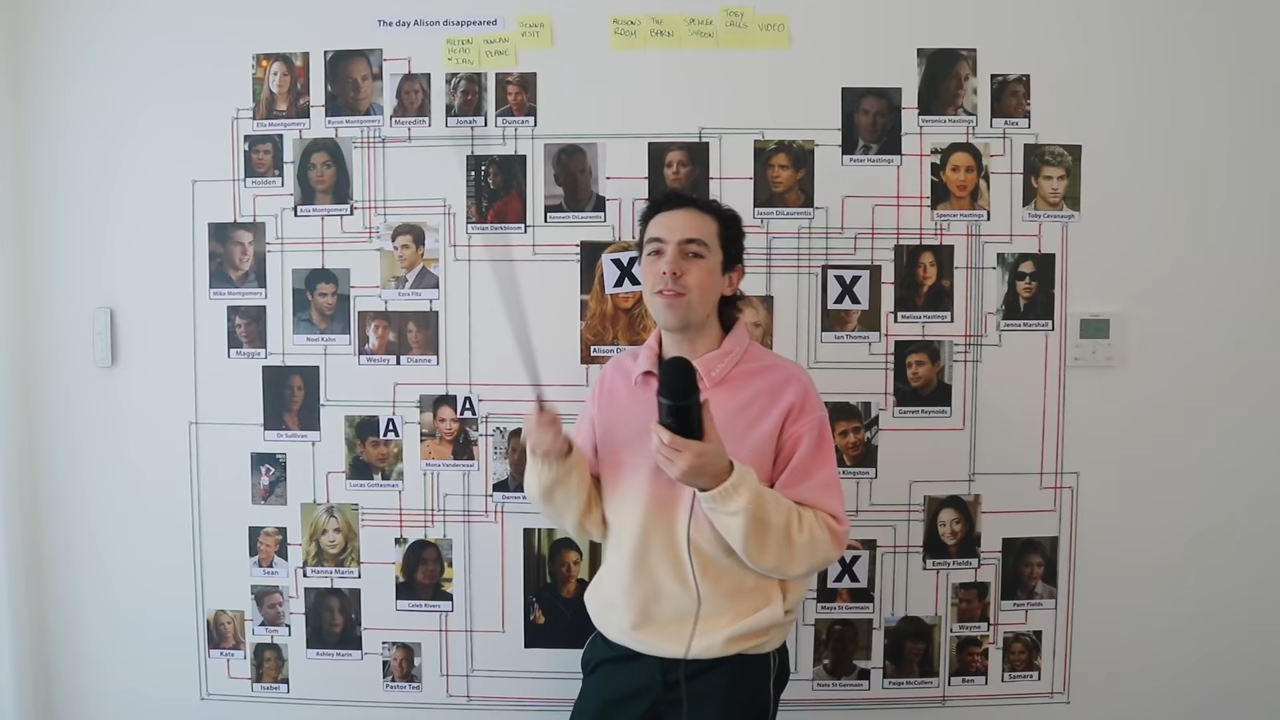 The day Alison disappeared
JENNA
VISIT
HILTON
HEAD
IAN
DUNCAN
PLANE
ALISON'S
ROOM
THE
BARN
SPENCER
TOBY
CALLS
VIDEO
Ella Montgomery
Byron Montgomery
Meredith
Jonah
Duncan
Peter Hastings
Veronica Hastings
Alex
Holden
Aria Montgomery
Vivian Darkbloom
Kenneth DiLaurentis
Jason DiLaurentis
Spencer Hastings
Toby Cavanaugh
Mike Montgomery
Noel Kahn
Ezra Fitz
X
Alison Di
X
Ian Thomas
Melissa Hastings
Jenna Marshall
Maggie
Wesley
Dianne
Garrett Reynolds
Dr Sullivan
A
Lucas Gottesman
A
Mona Vanderwaal
Darren W
Kingston
Sean
Hanna Marin
Caleb Rivers
X
Maya St Germain
Emily Fields
Pam Fields
Kate
Tom
Ashley Marin
Isabel
Pastor Ted
Nate St Germain
Paige McCullers
Wayne
Ben
Samara